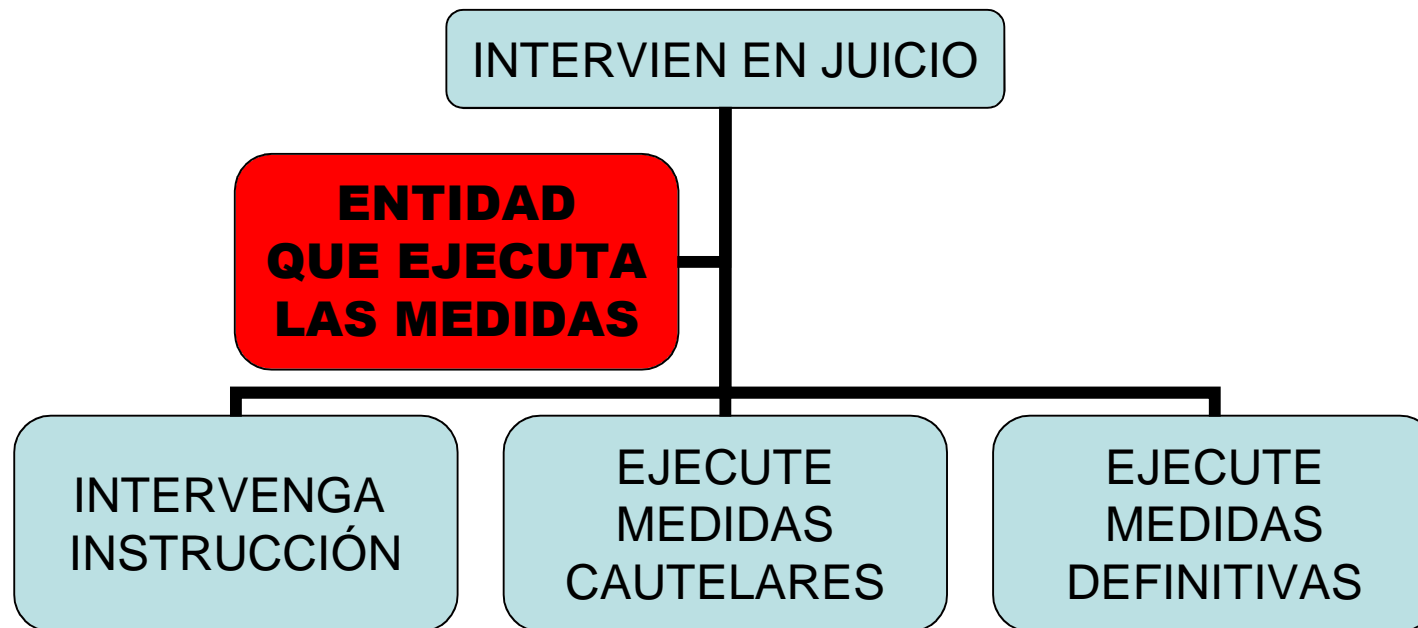 INTERVIEN EN JUICIO
ENTIDAD
QUE EJECUTA
LAS MEDIDAS
INTERVENGA
INSTRUCCIÓN
EJECUTE
MEDIDAS
CAUTELARES
EJECUTE
MEDIDAS
DEFINITIVAS